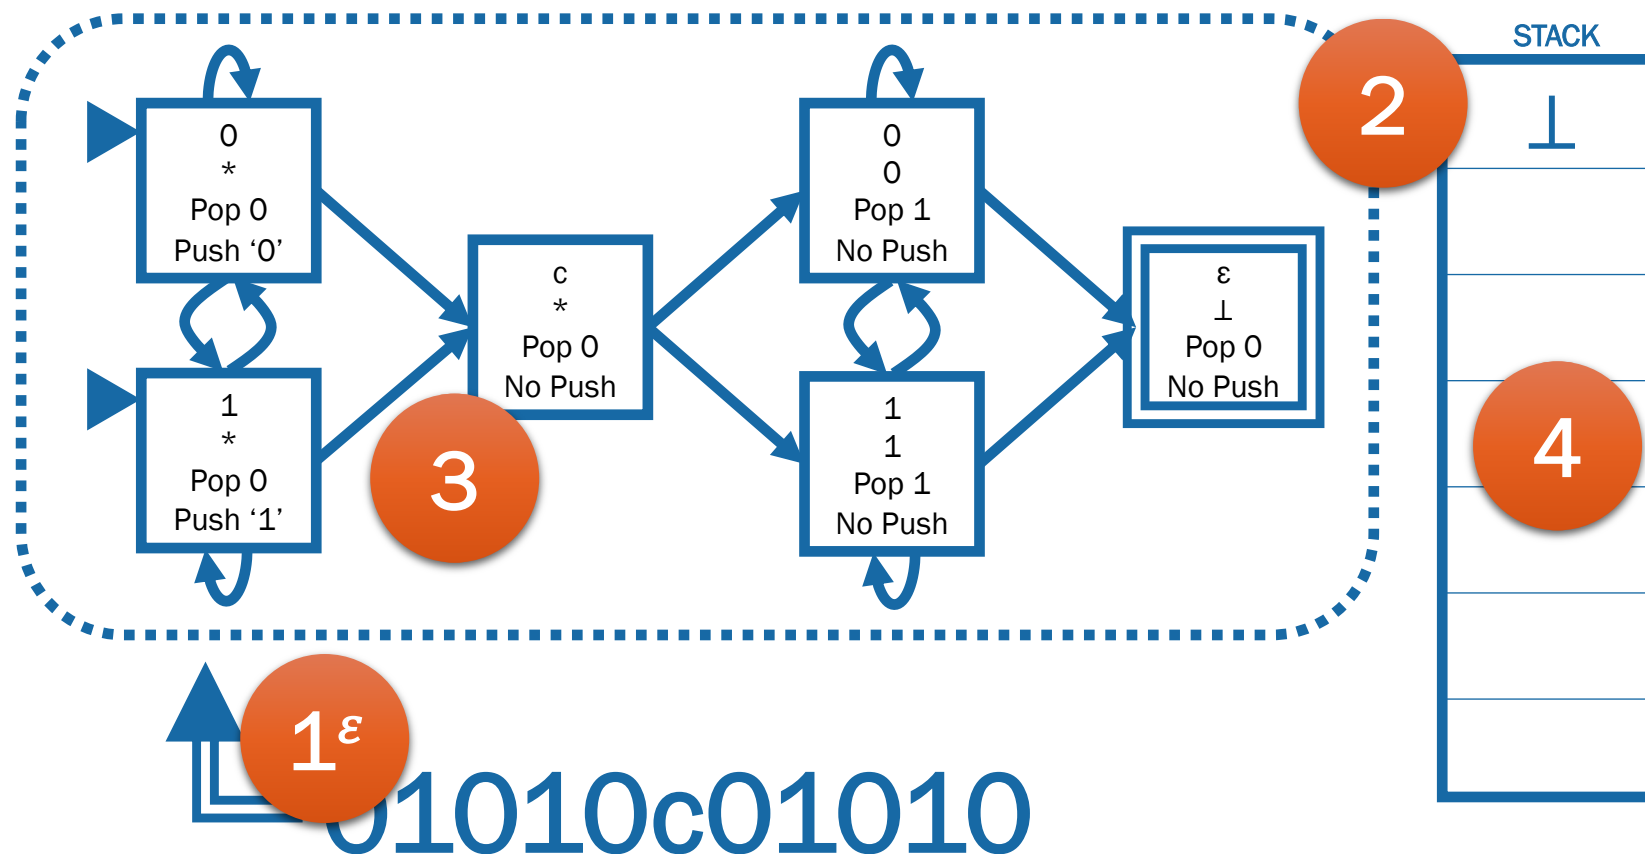 STACK
⊥
2
0
*
Pop 0
Push ‘0’
0
0
Pop 1
No Push
c
*
Pop 0
No Push
ε
⊥
Pop 0
No Push
1
*
Pop 0
Push ‘1’
1
1
Pop 1
No Push
3
4
1ε
01010c01010